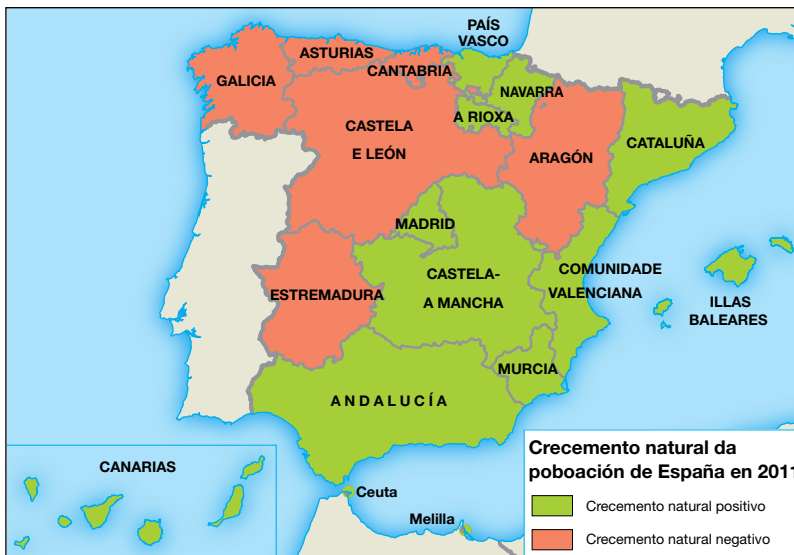 PAÍS
VASCO
ASTURIAS
CANTABRIA
GALICIA
NAVARRA
A RIOXA
CASTELA
E LEÓN
ARAGÓN
CATALUÑA
MADRID
CASTELA-
A MANCHA
COMUNIDADE
VALENCIANA
ESTREMADURA
ILLAS
BALEARES
MURCIA
ANDALUCÍA
CANARIAS
Ceuta
Melilla
Crecemento natural da
poboación de España en 2011
Crecemento natural positivo
Crecemento natural negativo